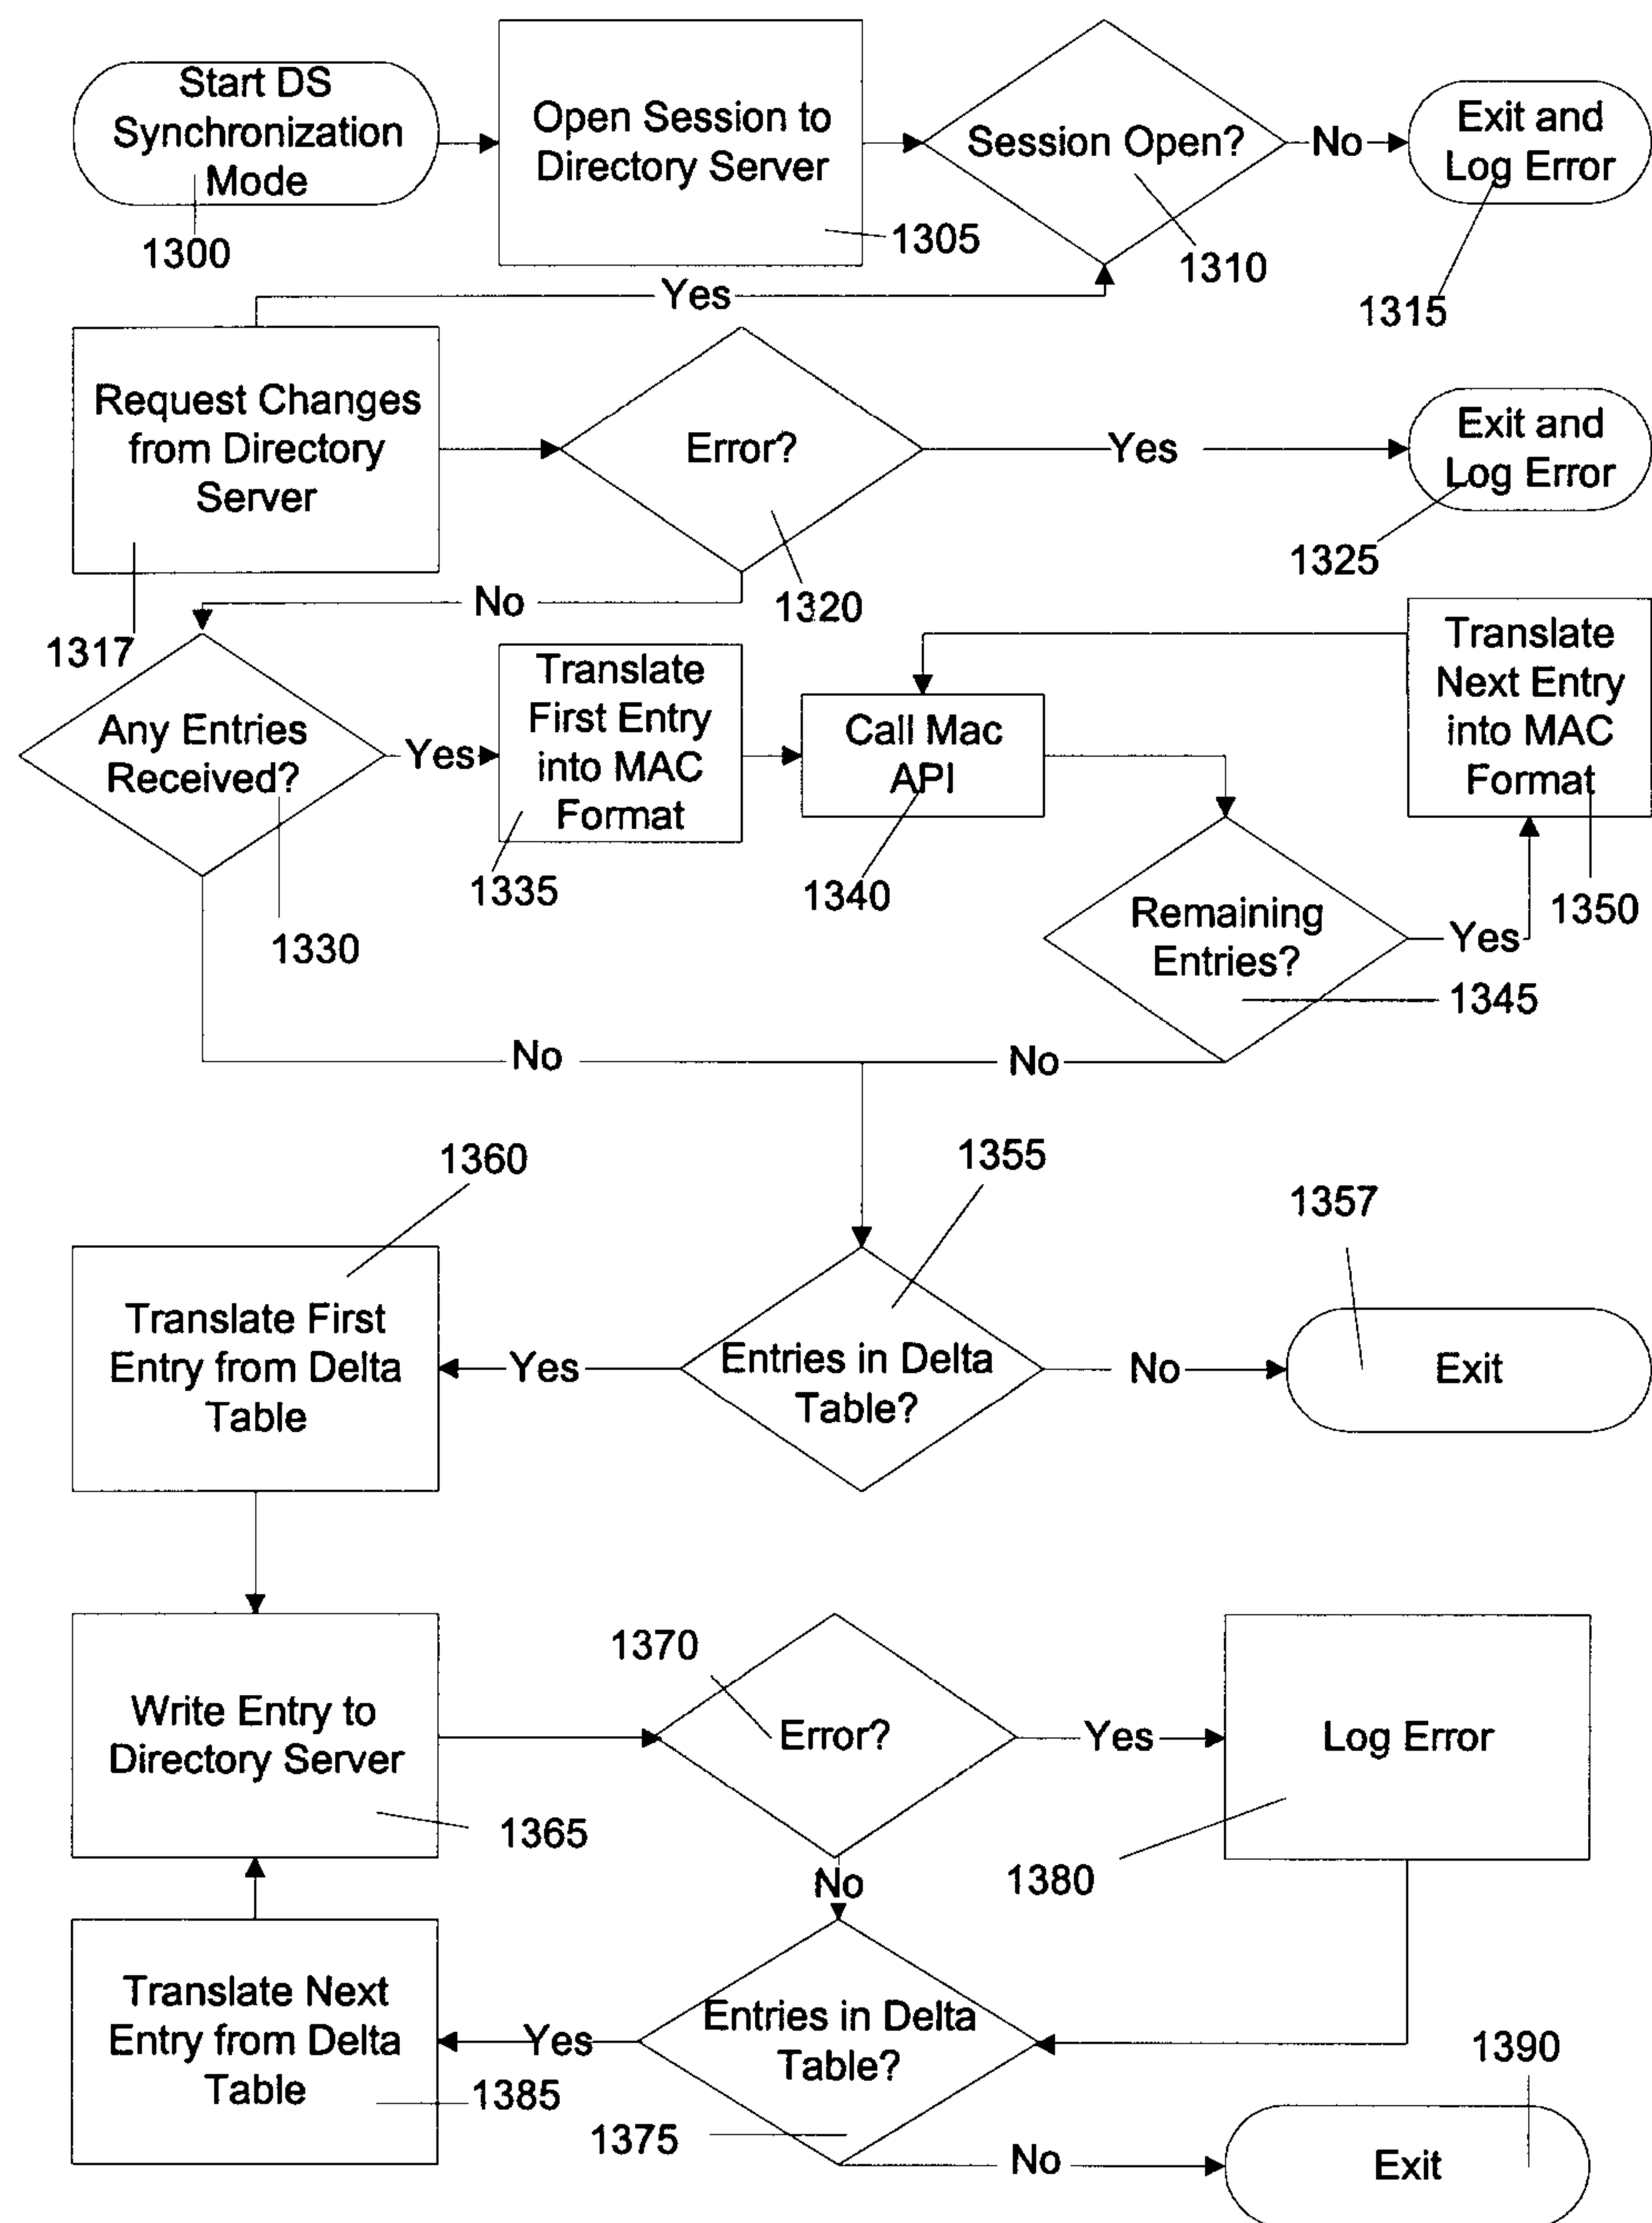 Start DS
Synchronization
Mode
1300
Open Session to
Directory Server
1305
Session Open?
1310
No
Exit and
Log Error
1315
Yes
Request Changes
from Directory
Server
1317
Error?
1320
Yes
Exit and
Log Error
1325
No
Any Entries
Received?
1330
Yes
Translate
First Entry
into MAC
Format
1335
Call Mac
API
1340
Remaining
Entries?
1345
Yes
Translate
Next Entry
into MAC
Format
1350
No
No
1360
1355
1357
Translate First
Entry from Delta
Table
Yes
Entries in Delta
Table?
No
Exit
Write Entry to
Directory Server
1365
1370
Error?
Yes
Log Error
1380
No
Translate Next
Entry from Delta
Table
1385
Yes
Entries in Delta
Table?
1375
No
1390
Exit